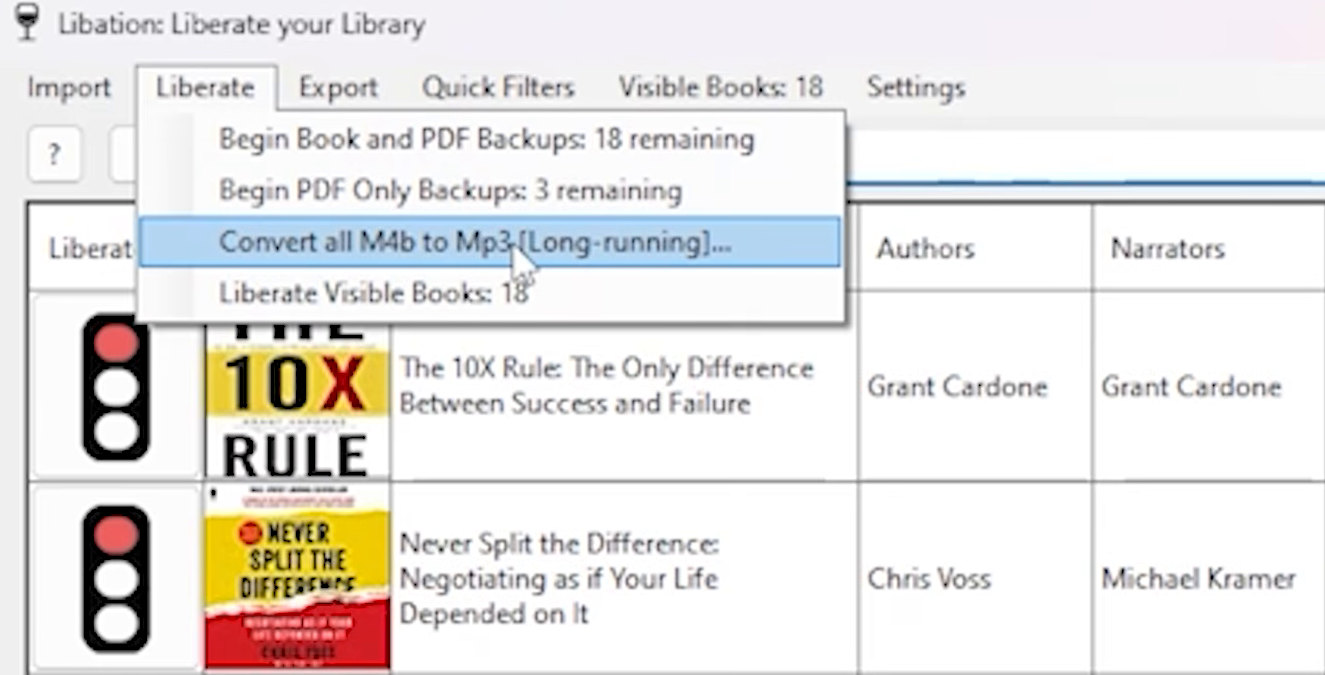 Libation: Liberate your Library
Import Liberate Export Quick Filters Visible Books: 18 Settings
?
Begin Book and PDF Backups: 18 remaining
Begin PDF Only Backups: 3 remaining
Convert all M4b to Mp3 [Long-running]...
Liberate Visible Books: 18
Liberat Authors Narrators
10X
RULE
The 10X Rule: The Only Difference
Between Success and Failure
Grant Cardone
Grant Cardone
NEVER
SPLIT THE
DIFFERENCE
Never Split the Difference:
Negotiating as if Your Life
Depended on It
Chris Voss
Michael Kramer